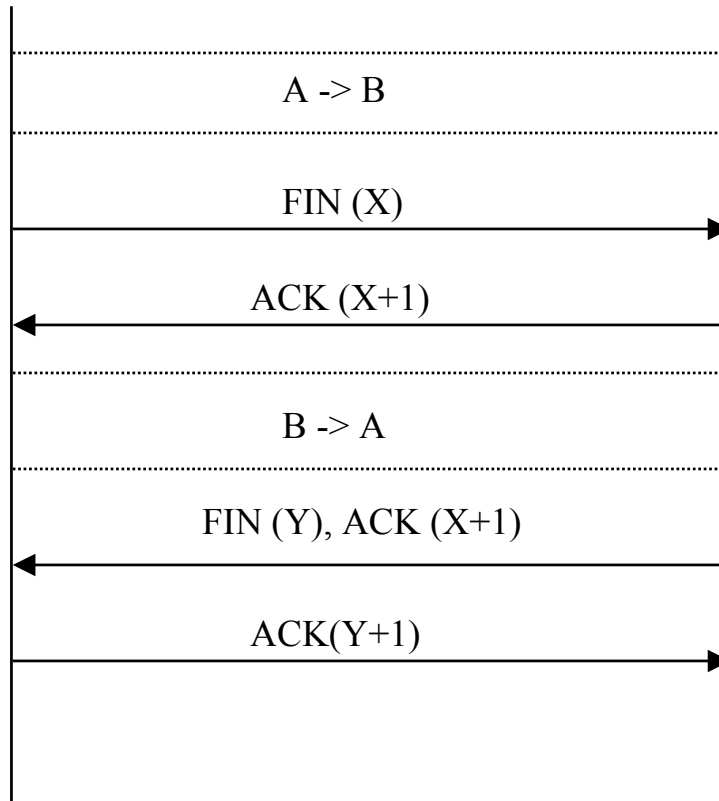 A -> B
FIN (X)
ACK (X+1)
B -> A
FIN (Y), ACK (X+1)
ACK(Y+1)